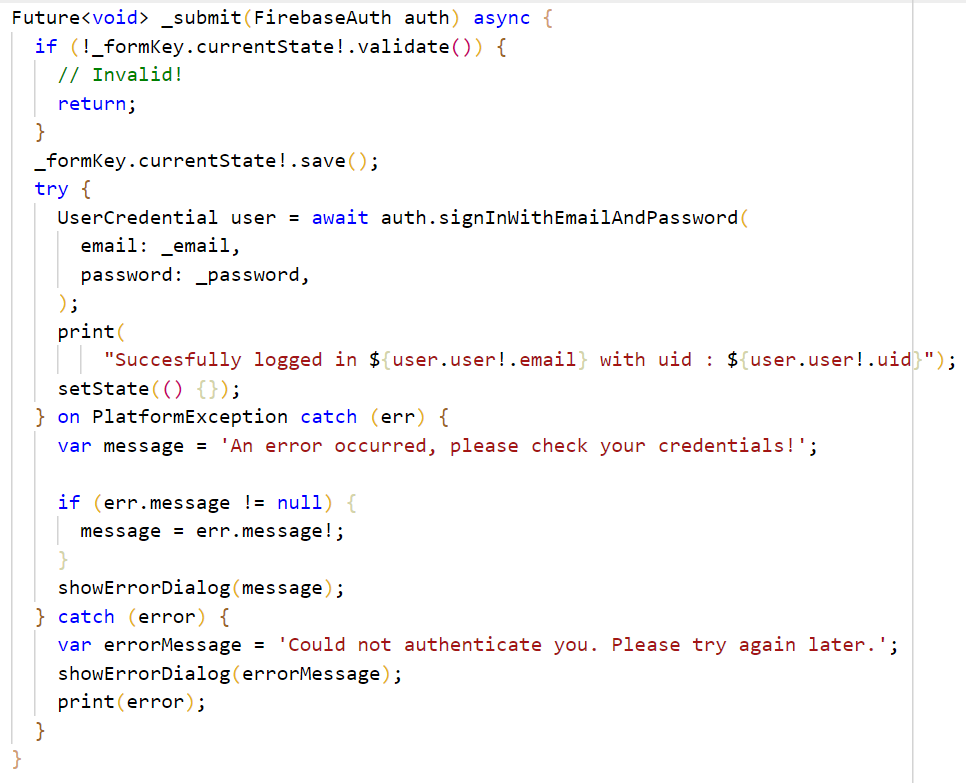 Future<void> _submit(FirebaseAuth auth) async {
if (!_formKey.currentState!.validate()) {
// Invalid!
return;
}
_formKey.currentState!.save();
try {
UserCredential user = await auth.signInWithEmailAndPassword(
email: _email,
password: _password,
);
print(
"Succesfully logged in ${user.user!.email} with uid : ${user.user!.uid}");
setState(() {});
} on PlatformException catch (err) {
var message = 'An error occurred, please check your credentials!';
if (err.message != null) {
message = err.message!;
}
showErrorDialog(message);
} catch (error) {
var errorMessage = 'Could not authenticate you. Please try again later.';
showErrorDialog(errorMessage);
print(error);
}
}